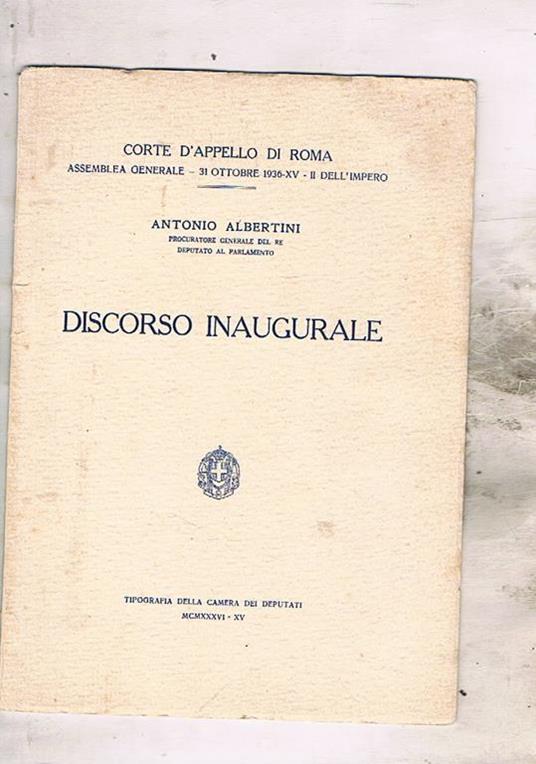 CORTE D'APPELLO DI ROMA
ASSEMBLEA GENERALE - 31 OTTOBRE 1936-XV - II DELL'IMPERO
ANTONIO ALBERTINI
PROCURATORE GENERALE DEL RE
DEPUTATO AL PARLAMENTO
DISCORSO INAUGURALE
TIPOGRAFIA DELLA CAMERA DEI DEPUTATI
MCMXXXVI - XV